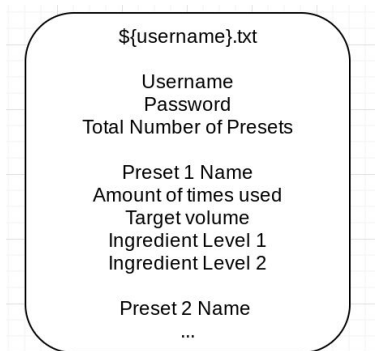 ${username}.txt
Username
Password
Total Number of Presets
Preset 1 Name
Amount of times used
Target volume
Ingredient Level 1
Ingredient Level 2
Preset 2 Name
...